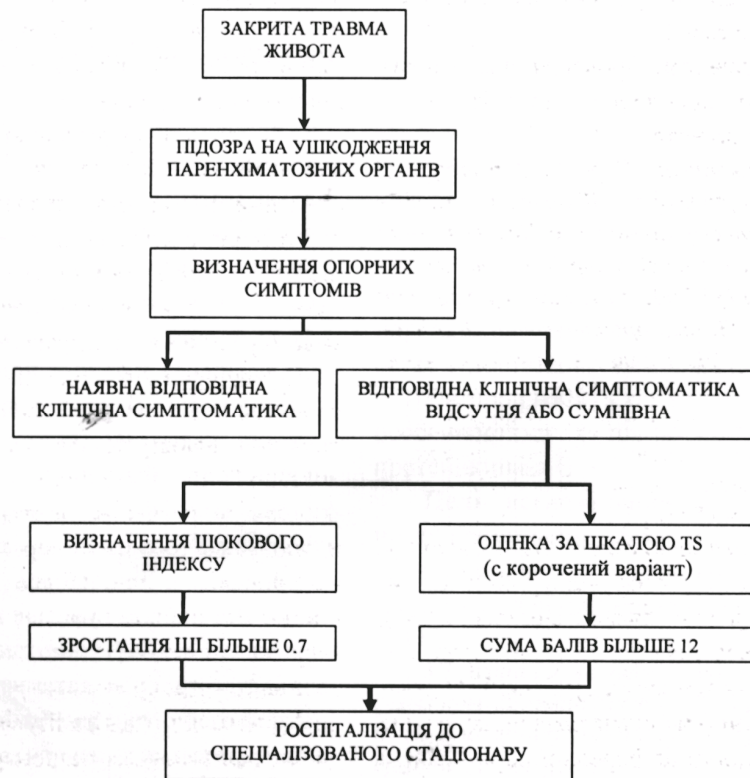 ЗАКРИТА ТРАВМА
ЖИВОТА
ПІДОЗРА НА УШКОДЖЕННЯ
ПАРЕНХІМАТОЗНИХ ОРГАНІВ
ВИЗНАЧЕННЯ ОПОРНИХ
СИМПТОМІВ
НАЯВНА ВІДПОВІДНА
КЛІНІЧНА СИМПТОМАТИКА
ВІДПОВІДНА КЛІНІЧНА СИМПТОМАТИКА
ВІДСУТНЯ АБО СУМНІВНА
ВИЗНАЧЕННЯ ШОКОВОГО
ІНДЕКСУ
ОЦІНКА ЗА ШКАЛОЮ TS
(с корочений варіант)
ЗРОСТАННЯ ШІ БІЛЬШЕ 0.7
СУМА БАЛІВ БІЛЬШЕ 12
ГОСПІТАЛІЗАЦІЯ ДО
СПЕЦІАЛІЗОВАНОГО СТАЦІОНАРУ